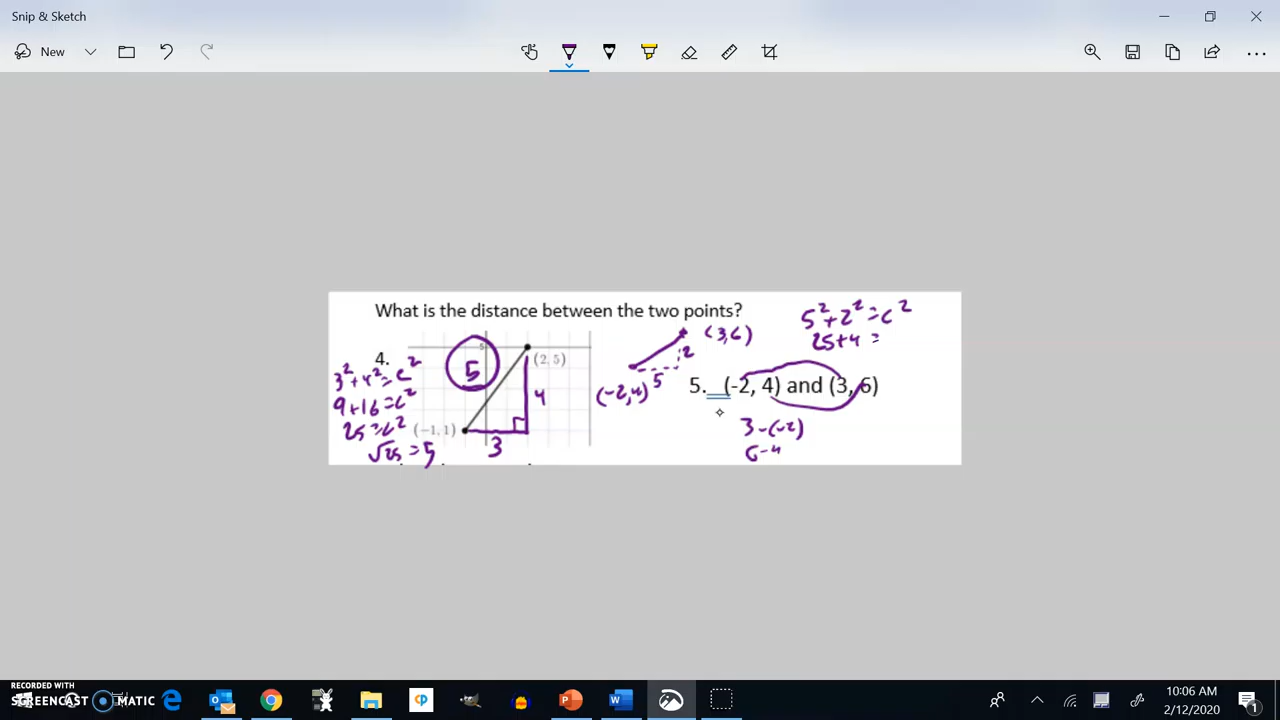 Snip & Sketch
New
What is the distance between the two points?
4.
3² + 4² = c²
9 + 16 = c²
25 = c²
√25 = 5
5
5
(2, 5)
4
(−1, 1)
3
(3,6)
2
5
(-2,4)
5² + 2² = c²
25 + 4 =
5. (-2, 4) and (3, 6)
3 - (-2)
6 - 4
RECORDED WITH
SCREENCAST MATIC
10:06 AM
2/12/2020
1